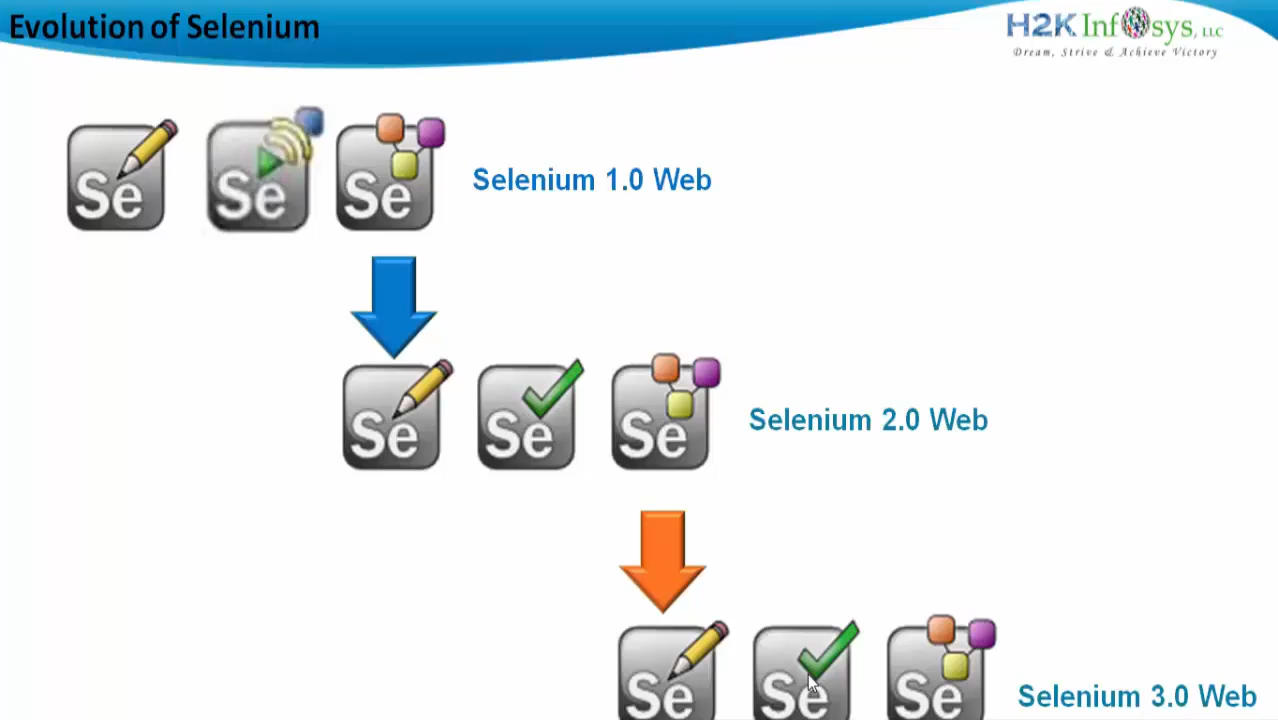 Evolution of Selenium
H2K Infosys, LLC
Dream, Strive & Achieve Victory
Se Se Se Selenium 1.0 Web
Se Se Se Selenium 2.0 Web
Se Se Se Selenium 3.0 Web